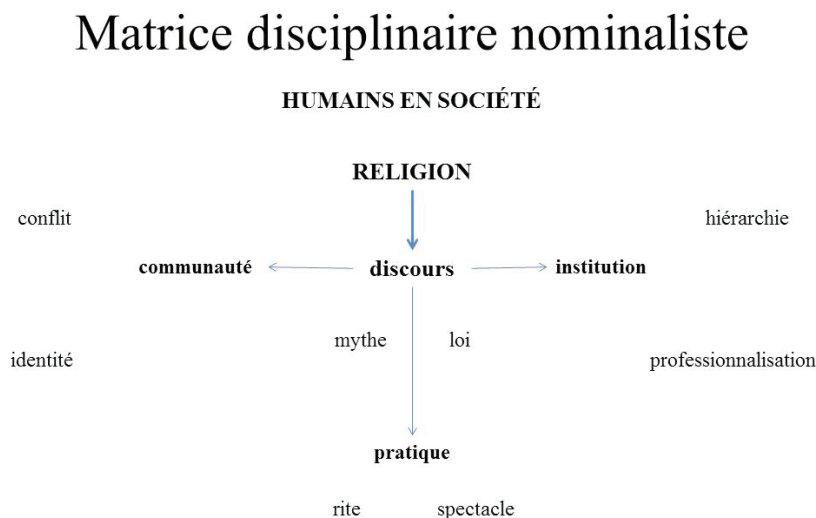 Matrice disciplinaire nominaliste
HUMAINS EN SOCIÉTÉ
RELIGION
conflit
hiérarchie
communauté
discours
institution
mythe
loi
identité
professionnalisation
pratique
rite
spectacle